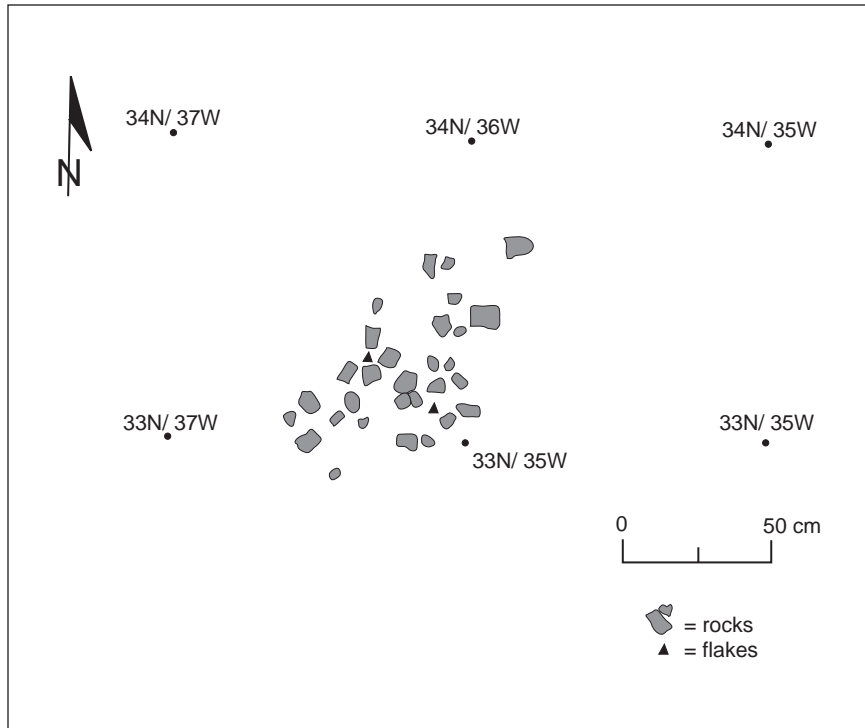 34N/ 37W
34N/ 36W
34N/ 35W
N
33N/ 37W
33N/ 35W
33N/ 35W
0
50 cm
= rocks
= flakes